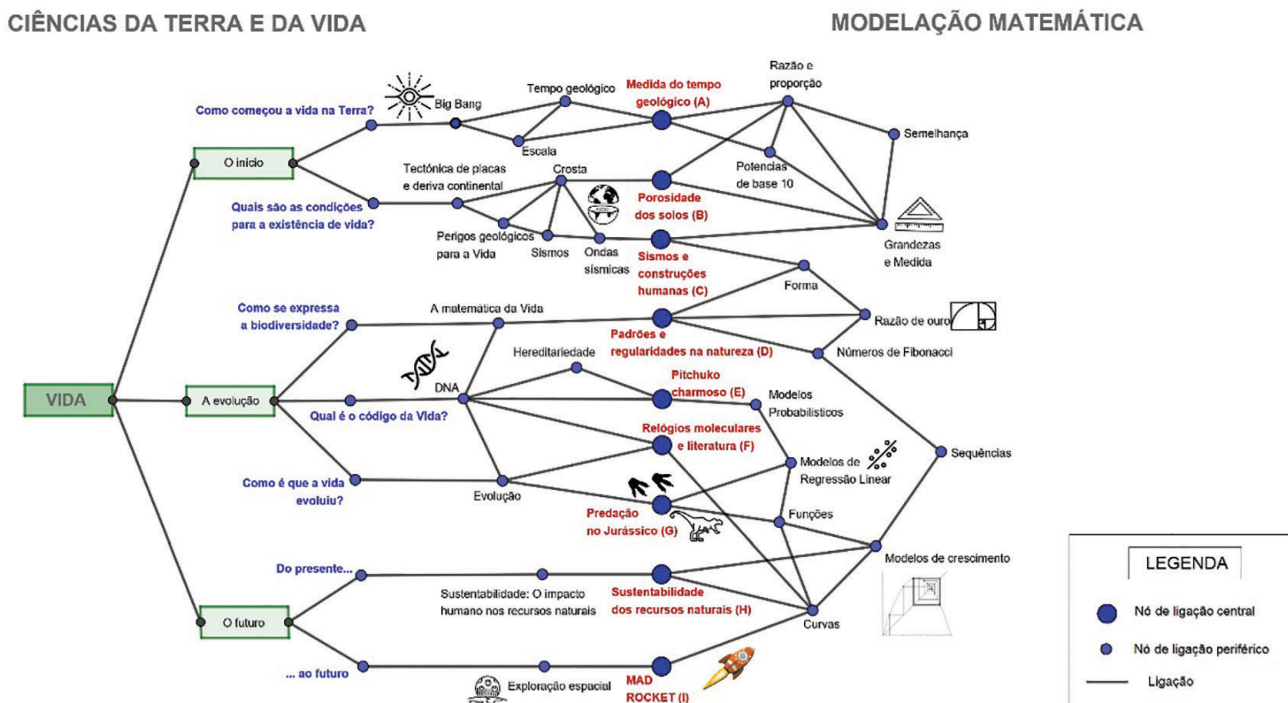 CIÊNCIAS DA TERRA E DA VIDA
MODELAÇÃO MATEMÁTICA
Como começou a vida na Terra?
Big Bang
Tempo geológico
Medida do tempo
geológico (A)
Razão e
proporção
Semelhança
Escala
Potencias
de base 10
O início
Tectónica de placas
e deriva continental
Crosta
Porosidade
dos solos (B)
Quais são as condições
para a existência de vida?
Perigos geológicos
para a Vida
Sismos
Ondas
sísmicas
Sismos e
construções
humanas (C)
Grandezas
e Medida
Forma
Como se expressa
a biodiversidade?
A matemática da Vida
Padrões e
regularidades na natureza (D)
Razão de ouro
Números de Fibonacci
Hereditariedade
Pitchuko
charmoso (E)
VIDA
A evolução
Qual é o código da Vida?
DNA
Modelos
Probabilisticos
Relógios moleculares
e literatura (F)
Sequências
Modelos de
Regressão Linear
Como é que a vida
evoluiu?
Evolução
Predação
no Jurássico (G)
Funções
Modelos de crescimento
Do presente...
Sustentabilidade: O impacto
humano nos recursos naturais
Sustentabilidade
dos recursos naturais (H)
Curvas
O futuro
... ao futuro
Exploração espacial
MAD
ROCKET (I)
LEGENDA
Nó de ligação central
Nó de ligação periférico
Ligação